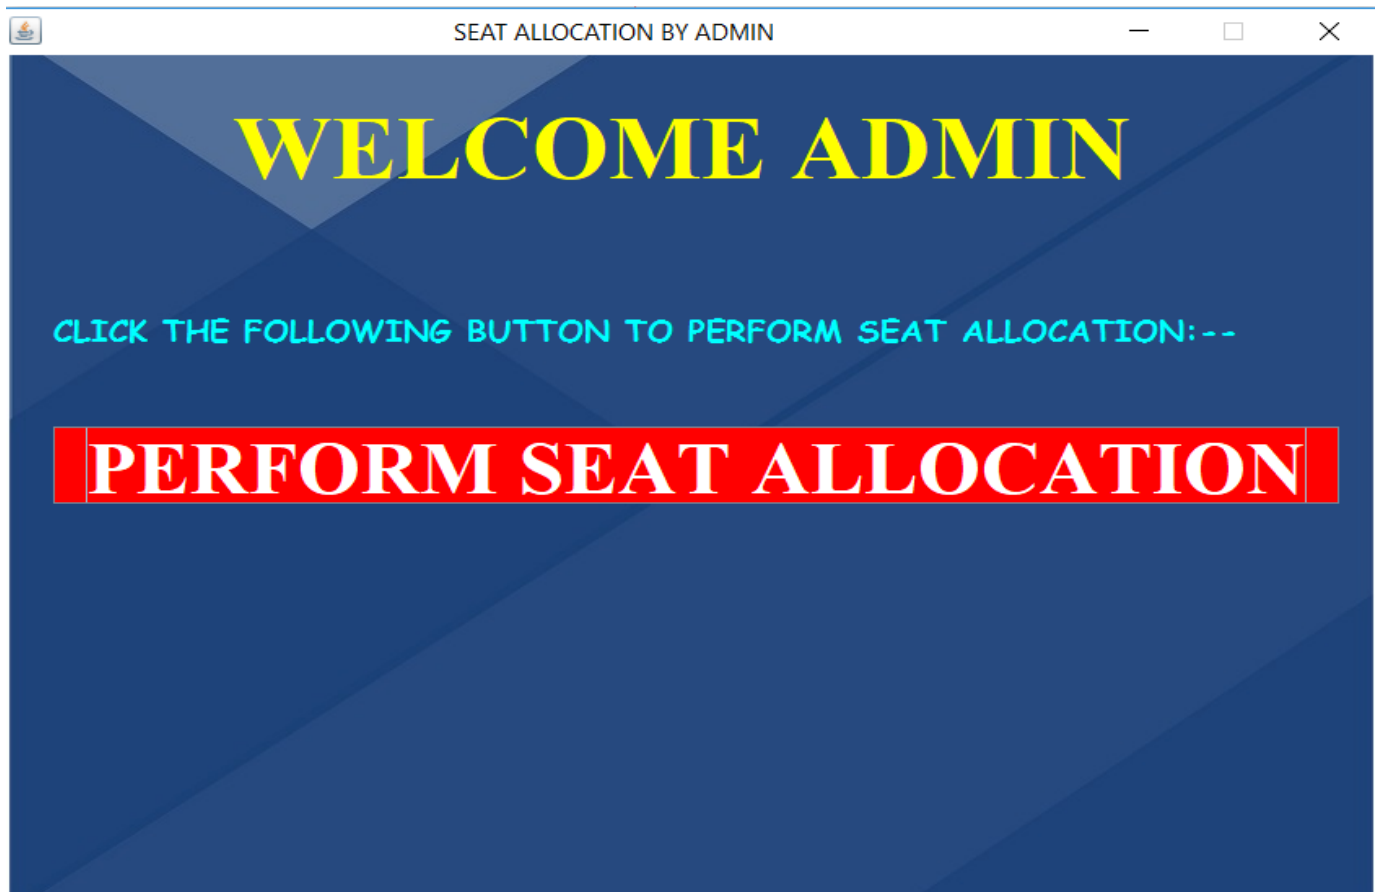 SEAT ALLOCATION BY ADMIN
WELCOME ADMIN
CLICK THE FOLLOWING BUTTON TO PERFORM SEAT ALLOCATION:--
PERFORM SEAT ALLOCATION